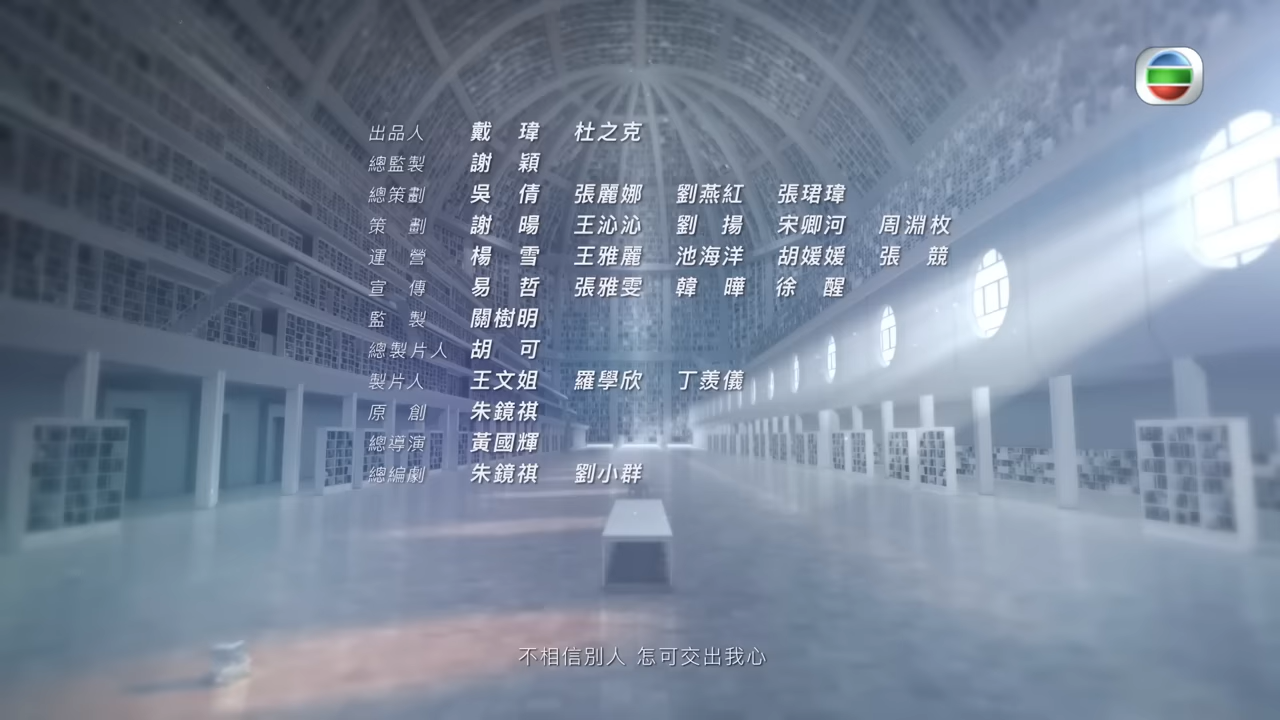 出品人 戴瑋 杜之克
總監製 謝穎
總策劃 吳倩 張麗娜 劉燕紅 張珺瑋
策劃 謝暘 王沁沁 劉揚 宋卿河 周淵枚
運營 楊雪 王雅麗 池海洋 胡媛媛 張競
宣傳 易哲 張雅雯 韓曄 徐醒
監製 關樹明
總製片人 胡可
製片人 王文姐 羅學欣 丁羨儀
原創 朱鏡祺
總導演 黃國輝
總編劇 朱鏡祺 劉小群
不相信別人 怎可交出我心